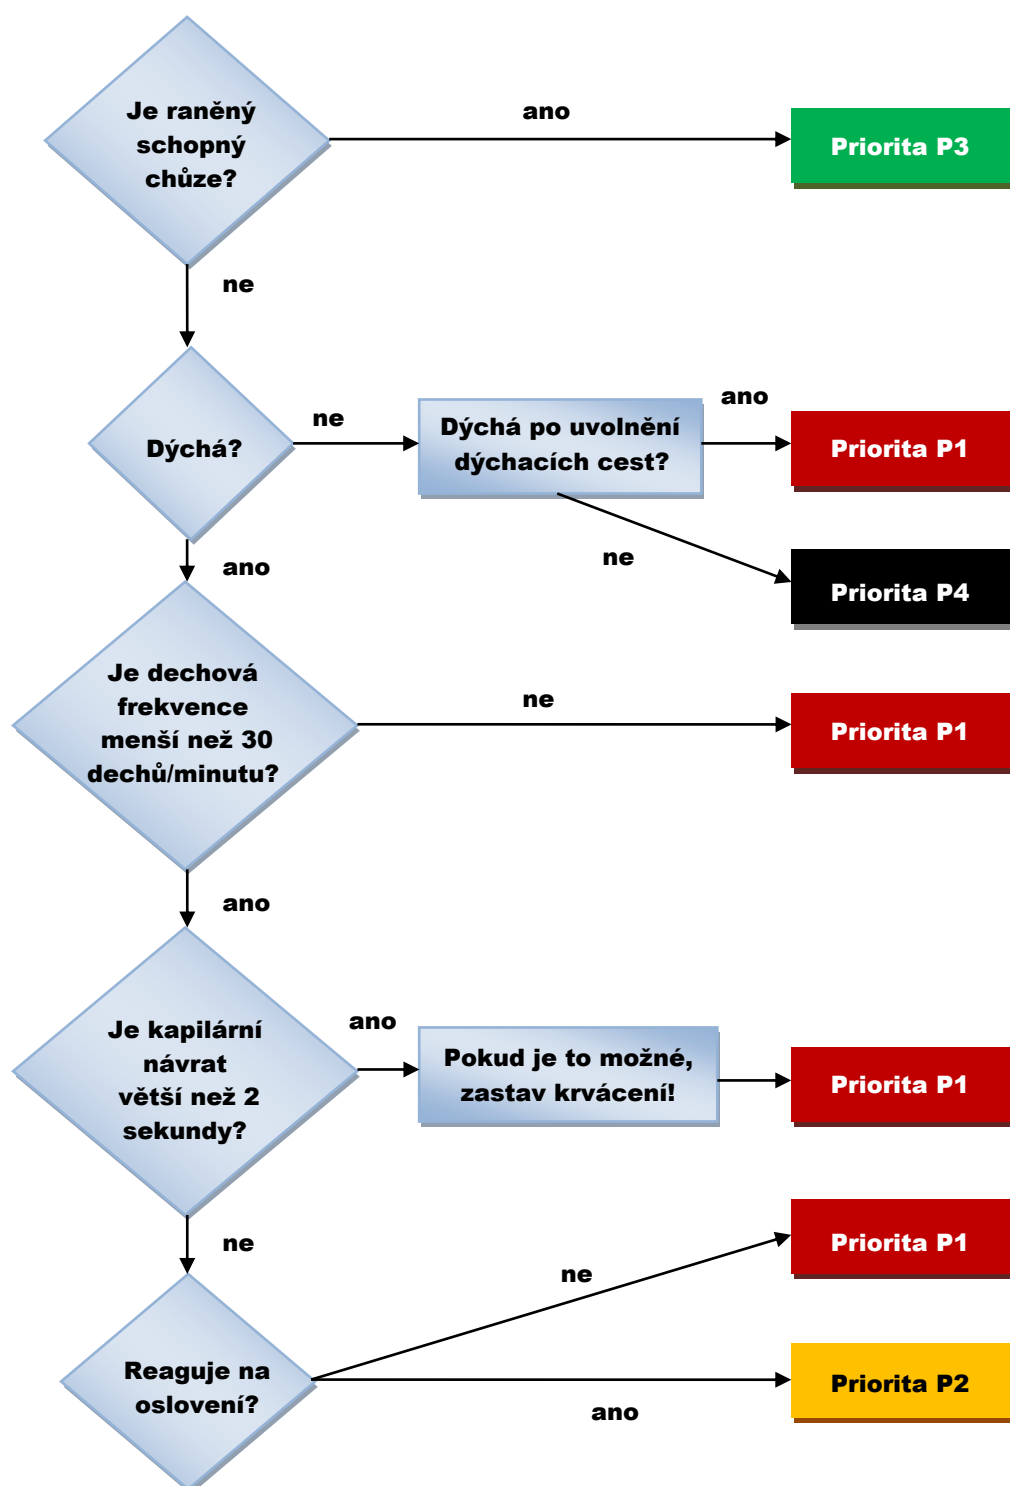 Je raněný
schopný
chůze?
ano
Priorita P3
ne
Dýchá?
ne
Dýchá po uvolnění
dýchacích cest?
ano
Priorita P1
ne
Priorita P4
ano
Je dechová
frekvence
menší než 30
dechů/minutu?
ne
Priorita P1
ano
Je kapilární
návrat
větší než 2
sekundy?
ano
Pokud je to možné,
zastav krvácení!
Priorita P1
ne
Reaguje na
oslovení?
ne
Priorita P1
ano
Priorita P2